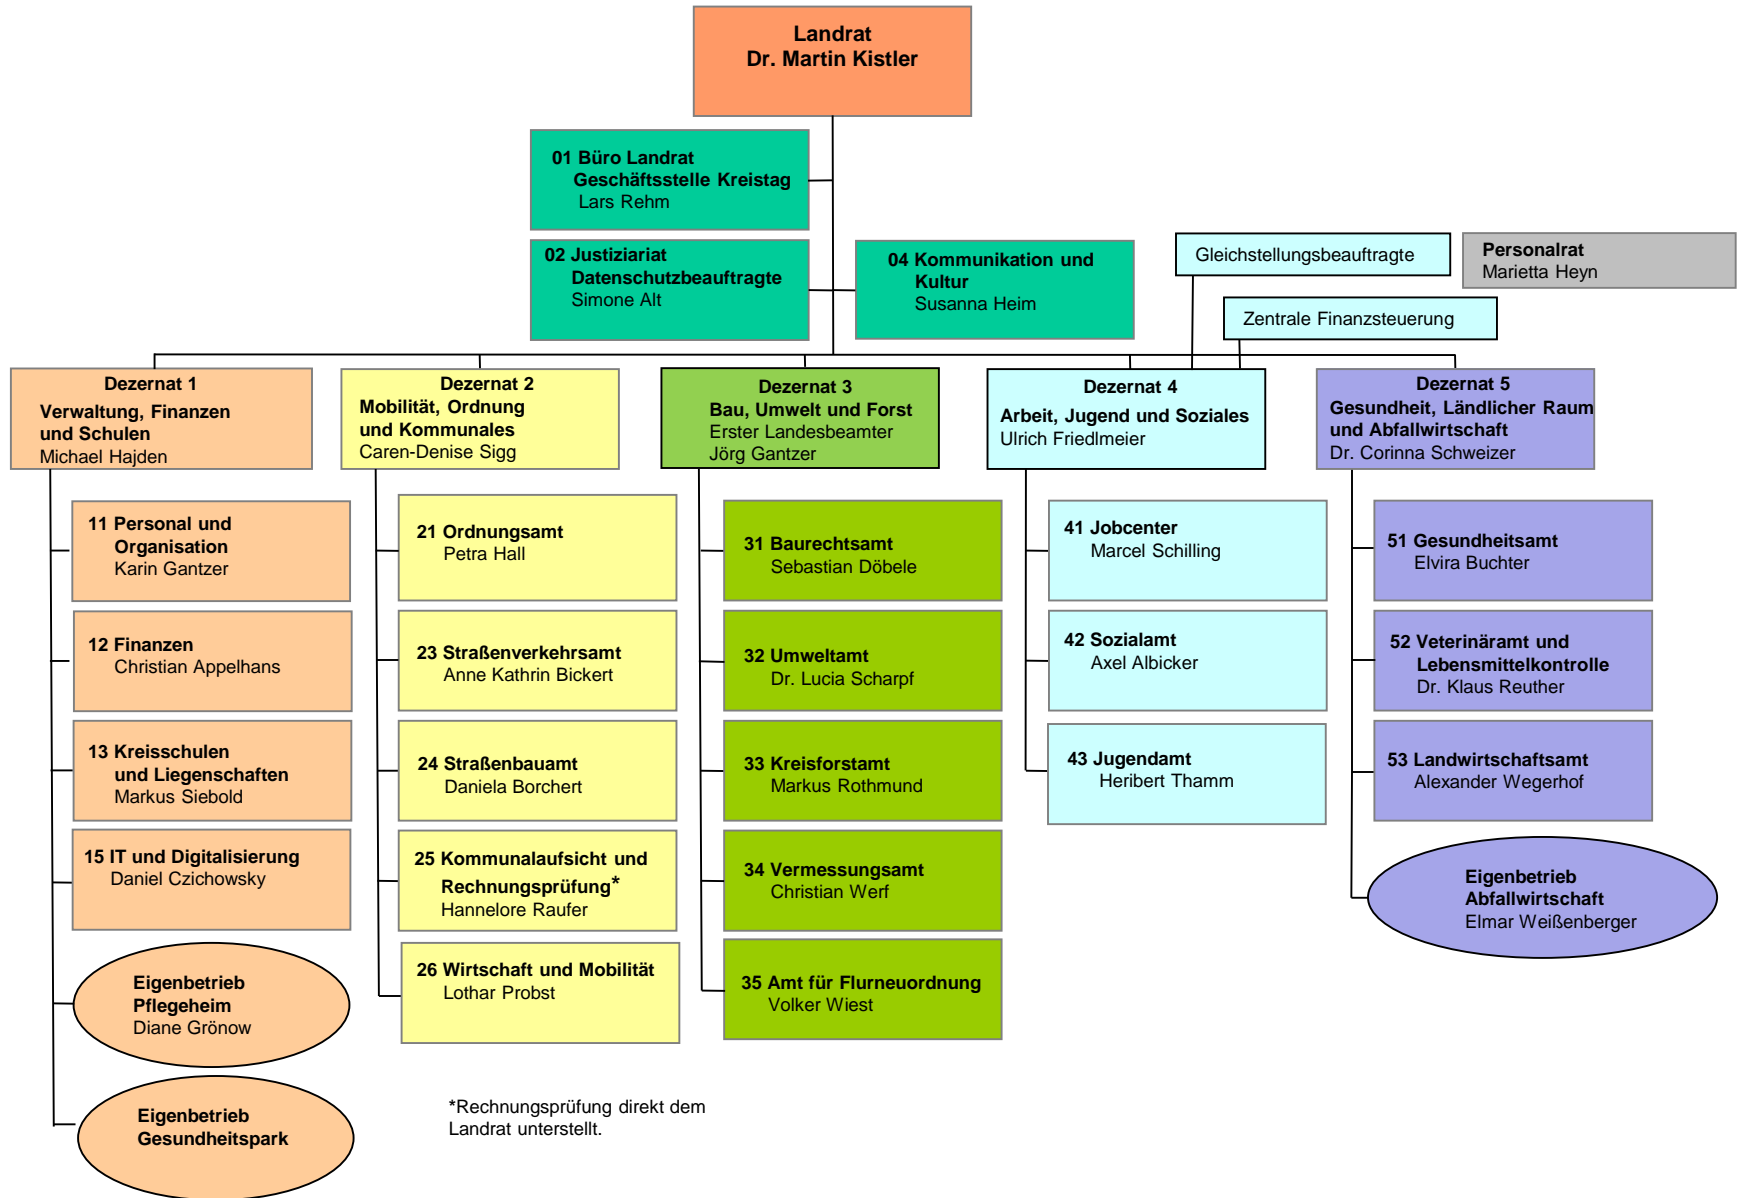 Landrat
Dr. Martin Kistler
01 Büro Landrat
Geschäftsstelle Kreistag
Lars Rehm
02 Justiziariat
Datenschutzbeauftragte
Simone Alt
04 Kommunikation und
Kultur
Susanna Heim
Gleichstellungsbeauftragte
Personalrat
Marietta Heyn
Zentrale Finanzsteuerung
Dezernat 1
Verwaltung, Finanzen
und Schulen
Michael Hajden
11 Personal und
Organisation
Karin Gantzer
12 Finanzen
Christian Appelhans
13 Kreisschulen
und Liegenschaften
Markus Siebold
15 IT und Digitalisierung
Daniel Czichowsky
Eigenbetrieb
Pflegeheim
Diane Grönow
Eigenbetrieb
Gesundheitspark
Dezernat 2
Mobilität, Ordnung
und Kommunales
Caren-Denise Sigg
21 Ordnungsamt
Petra Hall
23 Straßenverkehrsamt
Anne Kathrin Bickert
24 Straßenbauamt
Daniela Borchert
25 Kommunalaufsicht und
Rechnungsprüfung*
Hannelore Raufer
26 Wirtschaft und Mobilität
Lothar Probst
*Rechnungsprüfung direkt dem
Landrat unterstellt.
Dezernat 3
Bau, Umwelt und Forst
Erster Landesbeamter
Jörg Gantzer
31 Baurechtsamt
Sebastian Döbele
32 Umweltamt
Dr. Lucia Scharpf
33 Kreisforstamt
Markus Rothmund
34 Vermessungsamt
Christian Werf
35 Amt für Flurneuordnung
Volker Wiest
Dezernat 4
Arbeit, Jugend und Soziales
Ulrich Friedlmeier
41 Jobcenter
Marcel Schilling
42 Sozialamt
Axel Albicker
43 Jugendamt
Heribert Thamm
Dezernat 5
Gesundheit, Ländlicher Raum
und Abfallwirtschaft
Dr. Corinna Schweizer
51 Gesundheitsamt
Elvira Buchter
52 Veterinäramt und
Lebensmittelkontrolle
Dr. Klaus Reuther
53 Landwirtschaftsamt
Alexander Wegerhof
Eigenbetrieb
Abfallwirtschaft
Elmar Weißenberger